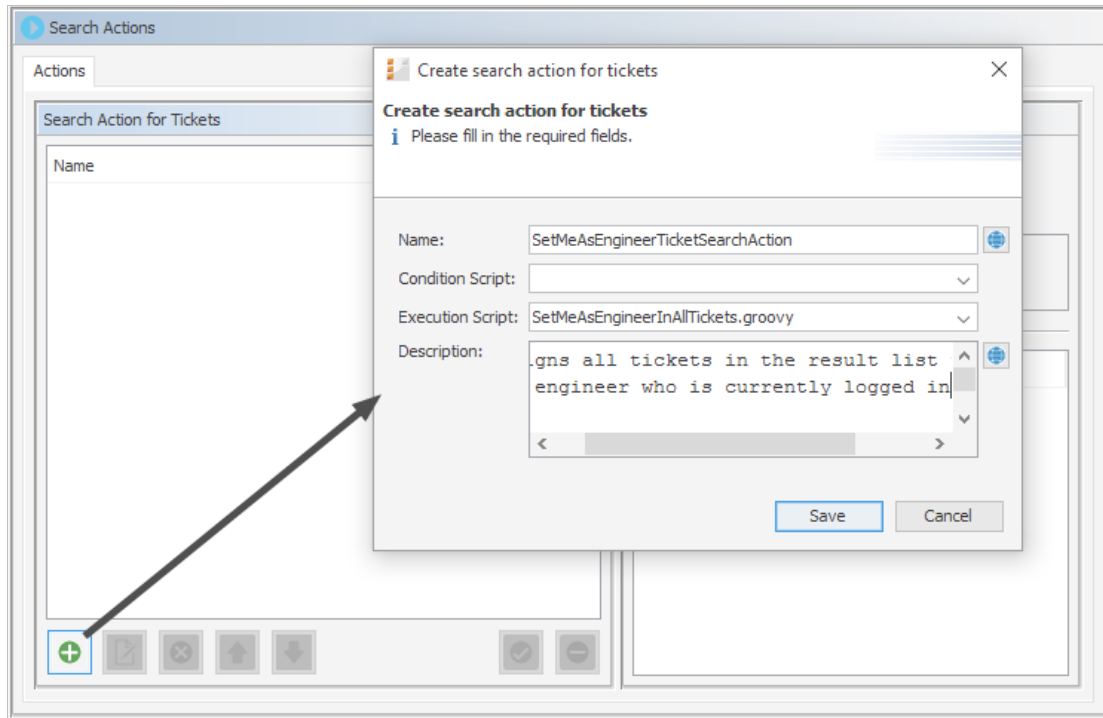 Search Actions
Actions
Search Action for Tickets
Name
Create search action for tickets
Create search action for tickets
i Please fill in the required fields.
Name: SetMeAsEngineerTicketSearchAction
Condition Script:
Execution Script: SetMeAsEngineerInAllTickets.groovy
Description: gns all tickets in the result list
engineer who is currently logged in
Save Cancel